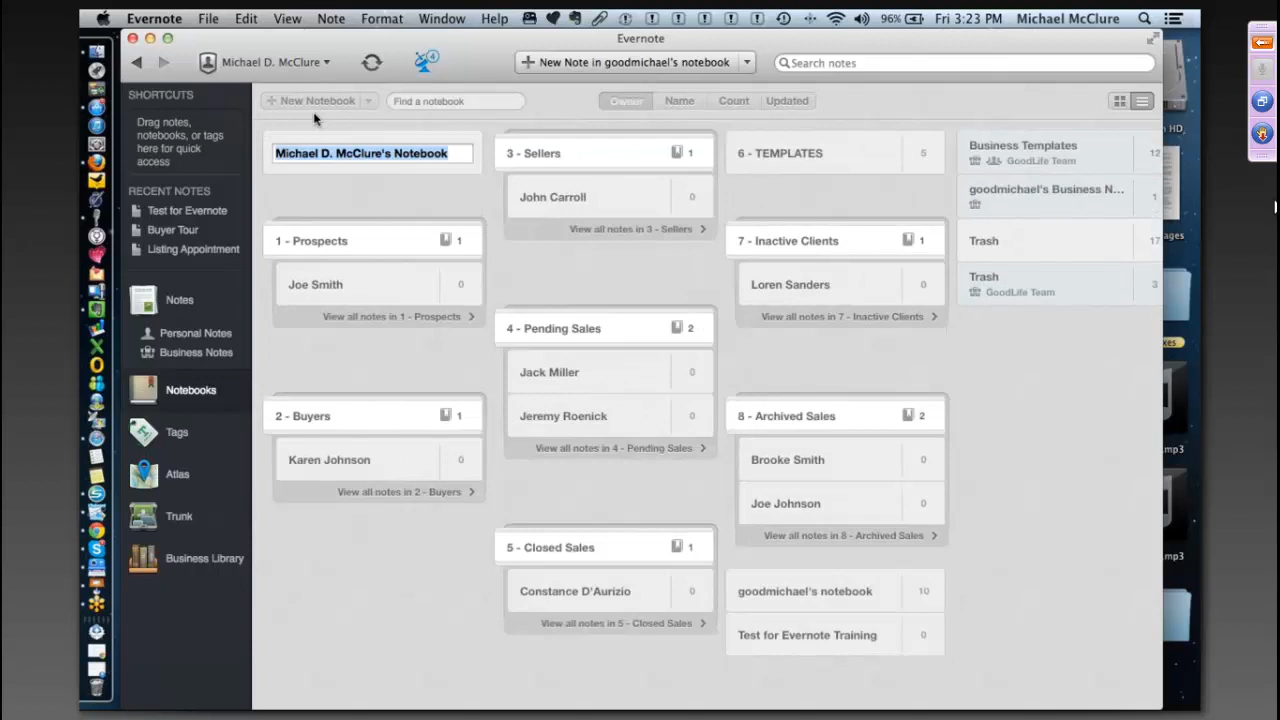 Evernote File Edit View Note Format Window Help 96% Fri 3:23 PM Michael McClure
Evernote
Michael D. McClure
4
New Note in goodmichael's notebook
Search notes
SHORTCUTS
Drag notes,
notebooks, or tags
here for quick
access
RECENT NOTES
Test for Evernote
Buyer Tour
Listing Appointment
Notes
Personal Notes
Business Notes
Notebooks
Tags
Atlas
Trunk
Business Library
+ New Notebook
Find a notebook
Owner Name Count Updated
Michael D. McClure's Notebook
1 - Prospects 1
Joe Smith 0
View all notes in 1 - Prospects
2 - Buyers 1
Karen Johnson 0
View all notes in 2 - Buyers
3 - Sellers 1
John Carroll 0
View all notes in 3 - Sellers
4 - Pending Sales 2
Jack Miller 0
Jeremy Roenick 0
View all notes in 4 - Pending Sales
5 - Closed Sales 1
Constance D'Aurizio 0
View all notes in 5 - Closed Sales
6 - TEMPLATES 5
7 - Inactive Clients 1
Loren Sanders 0
View all notes in 7 - Inactive Clients
8 - Archived Sales 2
Brooke Smith 0
Joe Johnson 0
View all notes in 8 - Archived Sales
goodmichael's notebook 10
Test for Evernote Training 0
Business Templates 12
GoodLife Team
goodmichael's Business N... 1
Trash 17
Trash 3
GoodLife Team
HD,
ages
xes
.mp3
.mp3